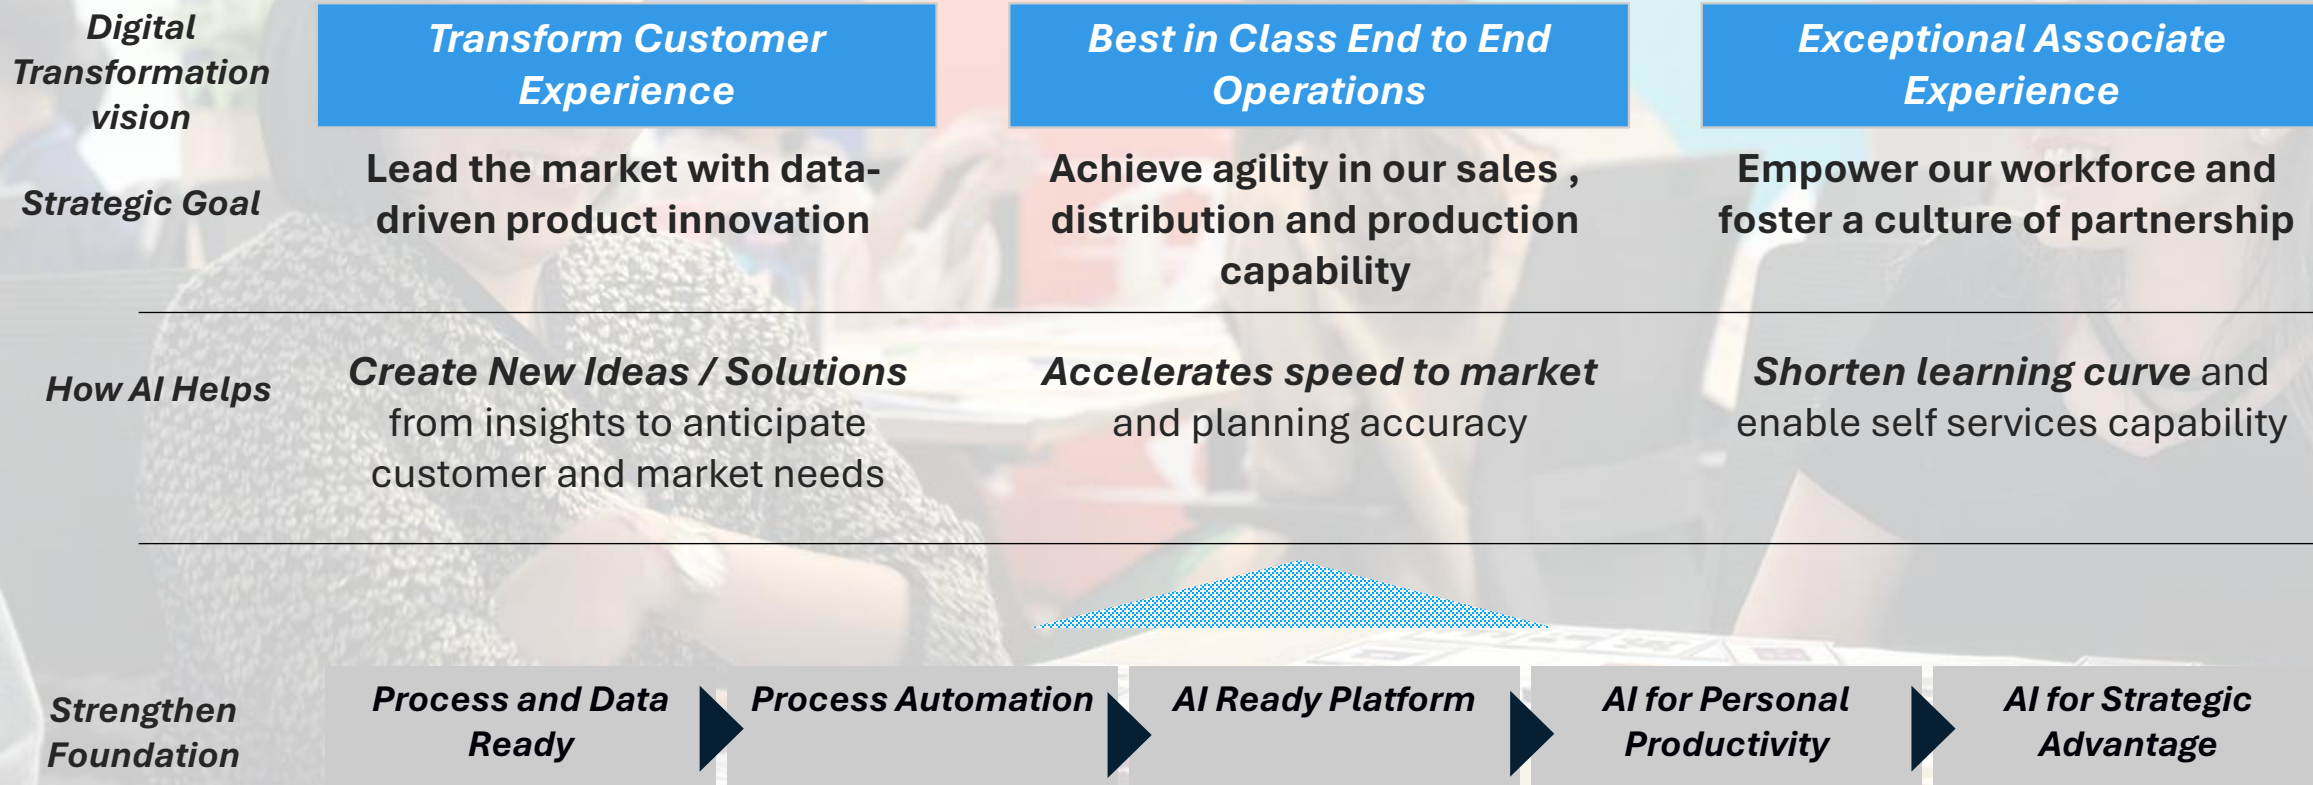 Digital
Transformation
vision
Transform Customer
Experience
Best in Class End to End
Operations
Exceptional Associate
Experience
Strategic Goal
Lead the market with data-
driven product innovation
Achieve agility in our sales ,
distribution and production
capability
Empower our workforce and
foster a culture of partnership
How AI Helps
Create New Ideas / Solutions
from insights to anticipate
customer and market needs
Accelerates speed to market
and planning accuracy
Shorten learning curve and
enable self services capability
Strengthen
Foundation
Process and Data
Ready
Process Automation
AI Ready Platform
AI for Personal
Productivity
AI for Strategic
Advantage